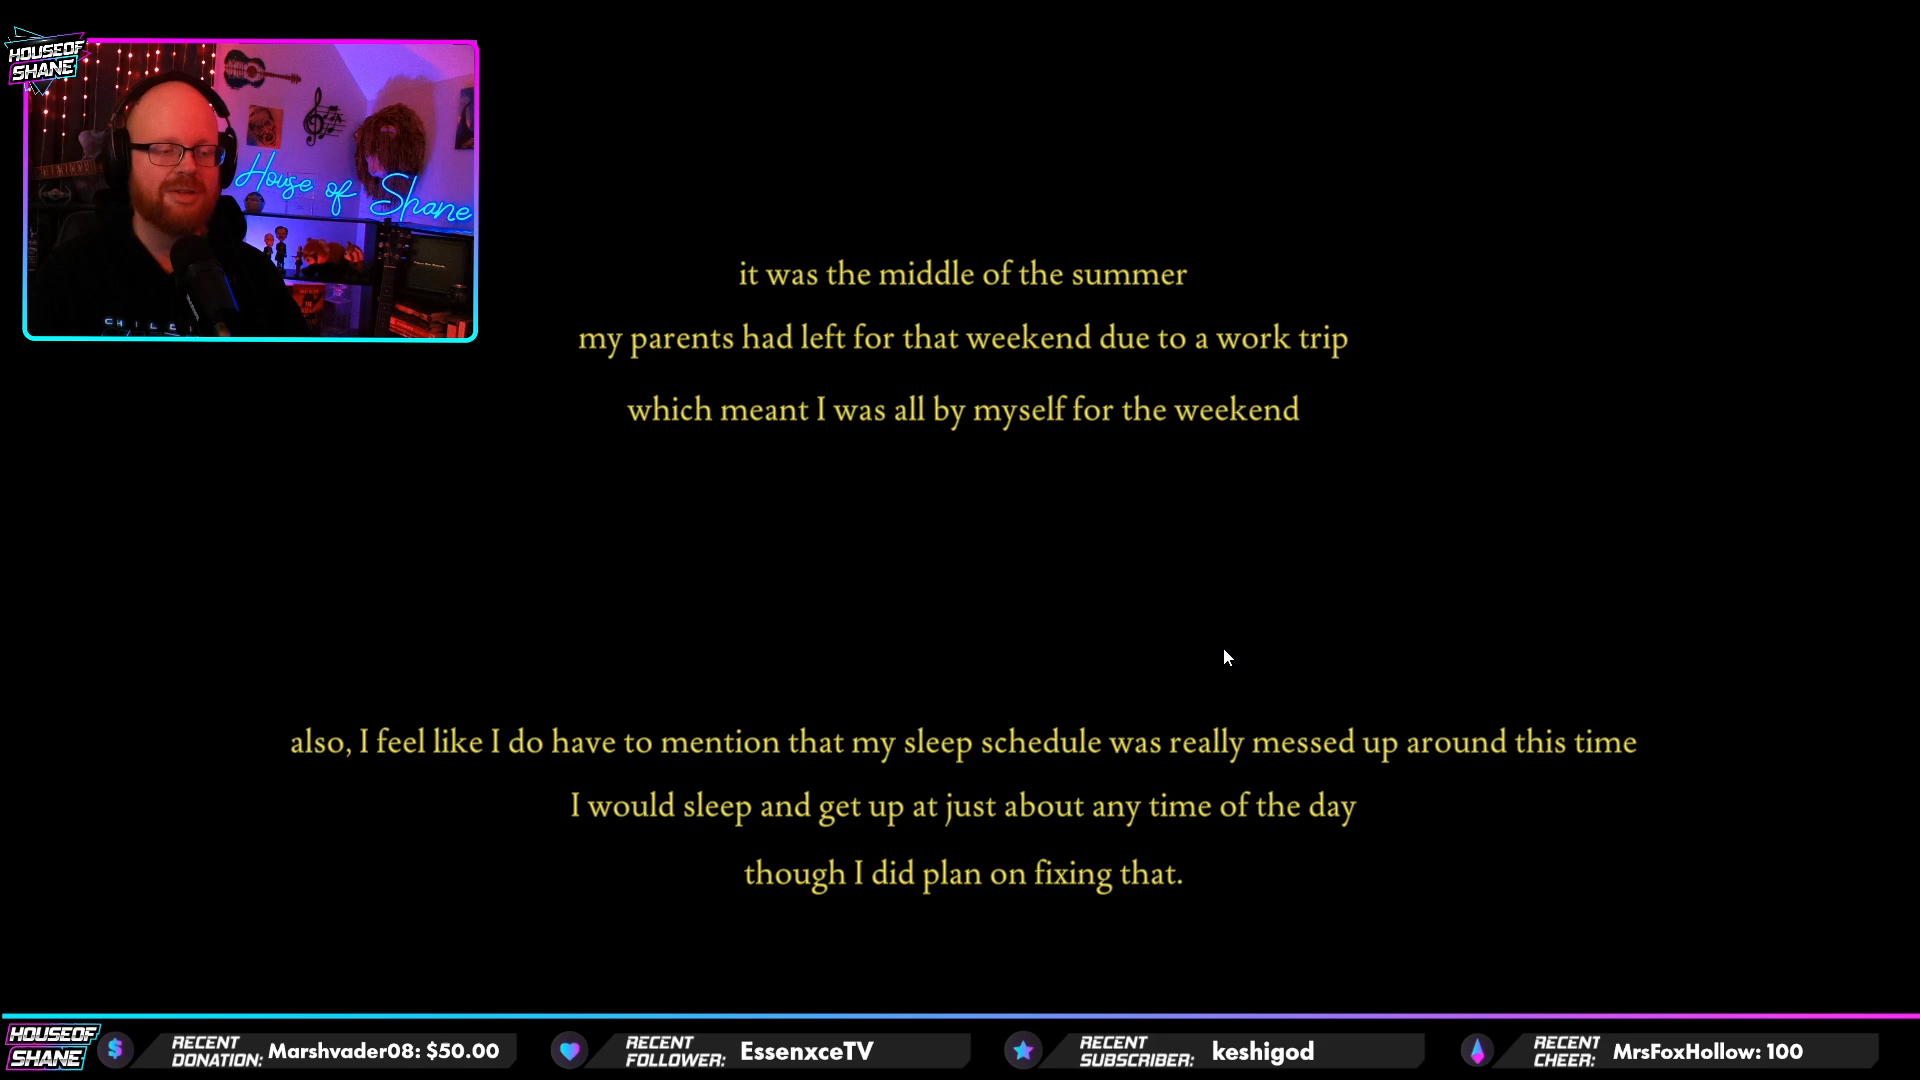 HOUSEOF
SHANE
House of Shane
CHILCI
it was the middle of the summer
my parents had left for that weekend due to a work trip
which meant I was all by myself for the weekend
also, I feel like I do have to mention that my sleep schedule was really messed up around this time
I would sleep and get up at just about any time of the day
though I did plan on fixing that.
HOUSEOF
SHANE
RECENT
DONATION: Marshvader08: $50.00
RECENT
FOLLOWER: EssenxceTV
RECENT
SUBSCRIBER: keshigod
RECENT
CHEER: MrsFoxHollow: 100